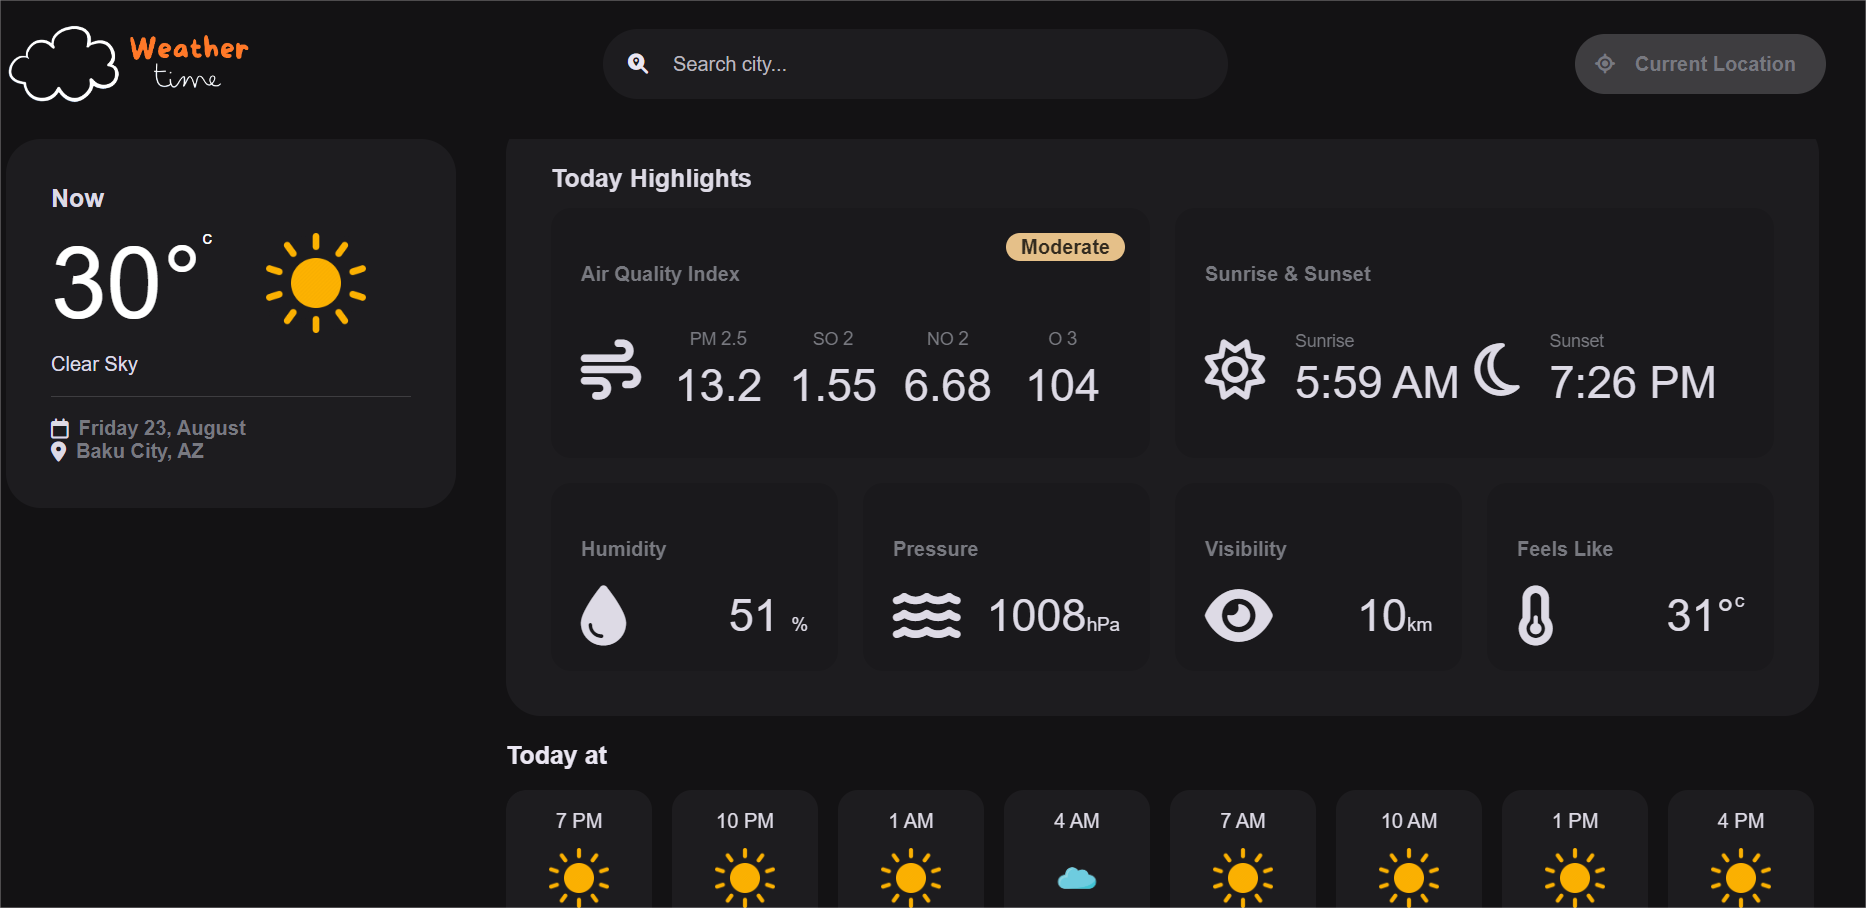 Weather
time
Search city...
Current Location
Now
30°c
Clear Sky
Friday 23, August
Baku City, AZ
Today Highlights
Moderate
Air Quality Index
PM 2.5 SO 2 NO 2 O 3
13.2 1.55 6.68 104
Sunrise & Sunset
Sunrise Sunset
5:59 AM 7:26 PM
Humidity
51 %
Pressure
1008hPa
Visibility
10km
Feels Like
31°c
Today at
7 PM 10 PM 1 AM 4 AM 7 AM 10 AM 1 PM 4 PM